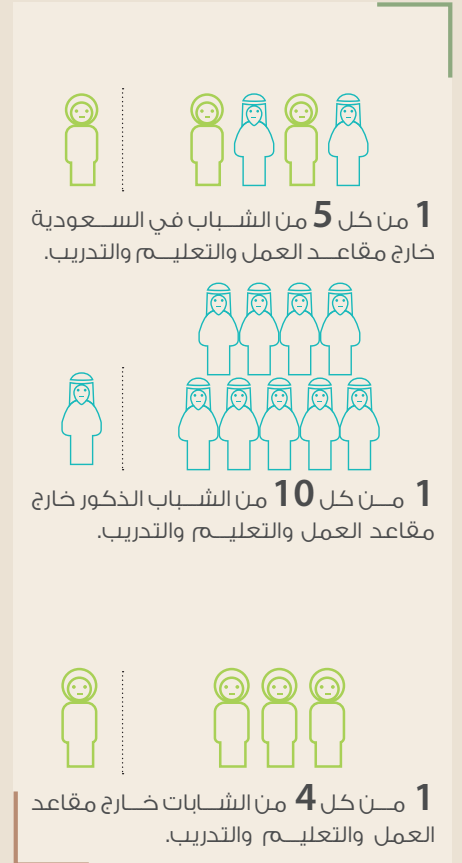 1 من كل 5 من الشباب في السعودية
خارج مقاعد العمل والتعليم والتدريب.
1 من كل 10 من الشباب الذكور خارج
مقاعد العمل والتعليم والتدريب.
1 من كل 4 من الشابات خارج مقاعد
العمل والتعليم والتدريب.